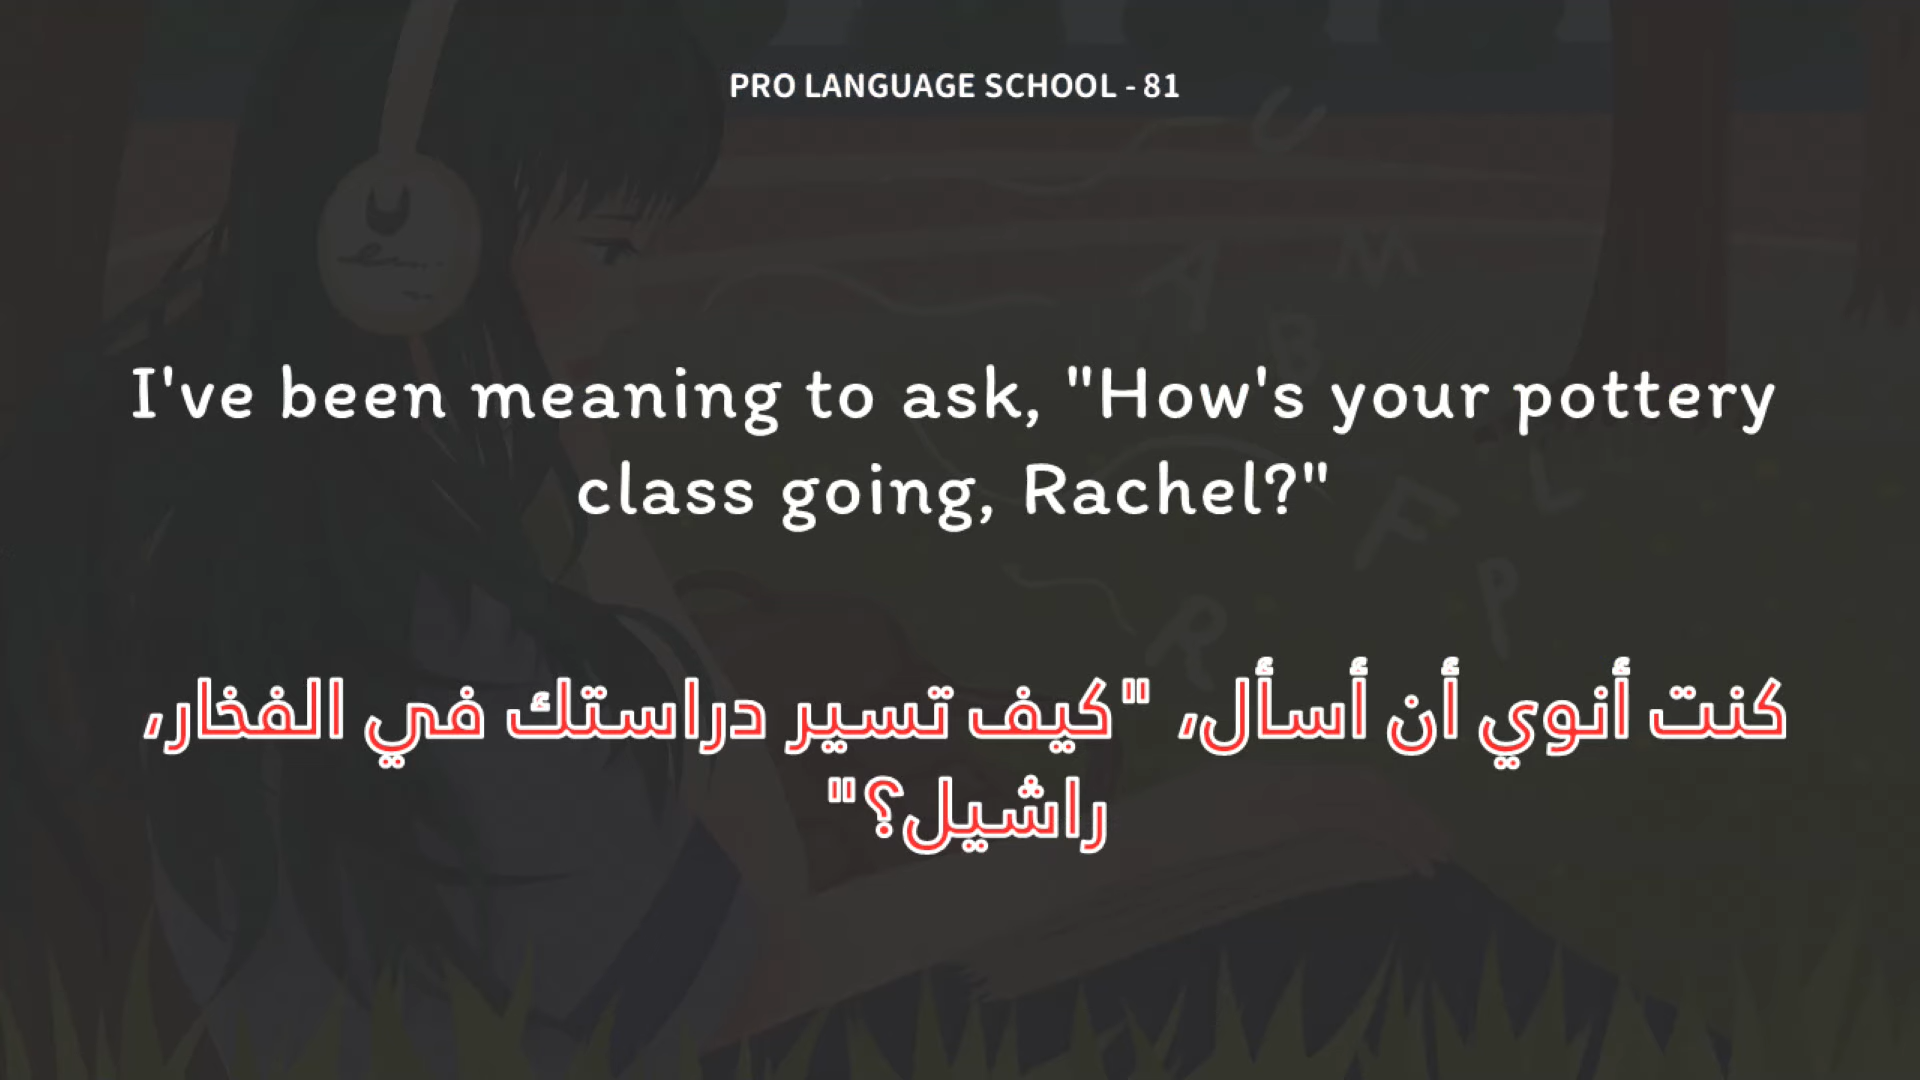 PRO LANGUAGE SCHOOL - 81
I've been meaning to ask, "How's your pottery
class going, Rachel?"
كنت أنوي أن أسأل، "كيف تسير دراستك في الفخار،
راشيل؟"
U
A M
B
L
F
P
R